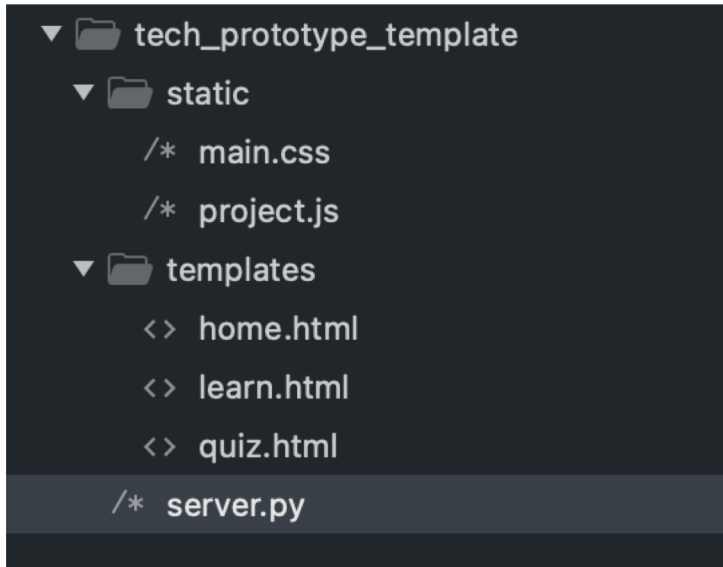 tech_prototype_template
static
/* main.css
/* project.js
templates
<> home.html
<> learn.html
<> quiz.html
/* server.py